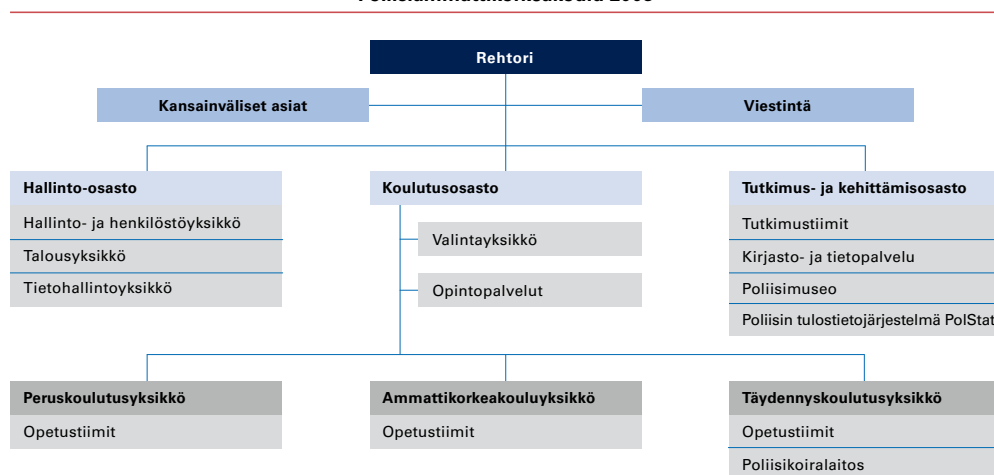 Rehtori
Kansainväliset asiat
Viestintä
Hallinto-osasto
Hallinto- ja henkilöstöyksikkö
Talousyksikkö
Tietohallintoyksikkö
Koulutusosasto
Valintayksikkö
Opintopalvelut
Tutkimus- ja kehittämisosasto
Tutkimustiimit
Kirjasto- ja tietopalvelu
Poliisimuseo
Poliisin tulostietojärjestelmä PolStat
Peruskoulutusyksikkö
Opetustiimit
Ammattikorkeakouluyksikkö
Opetustiimit
Täydennyskoulutusyksikkö
Opetustiimit
Poliisikoiralaitos